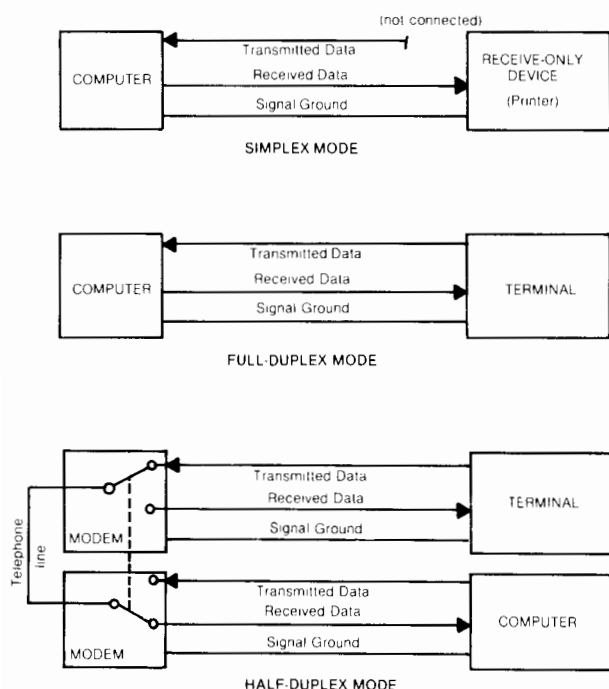 (not connected)
Transmitted Data
COMPUTER
Received Data
Signal Ground
RECEIVE-ONLY
DEVICE
(Printer)
SIMPLEX MODE
COMPUTER
Transmitted Data
Received Data
Signal Ground
TERMINAL
FULL-DUPLEX MODE
Telephone
line
MODEM
Transmitted Data
Received Data
Signal Ground
TERMINAL
MODEM
Transmitted Data
Received Data
Signal Ground
COMPUTER
HALF-DUPLEX MODE